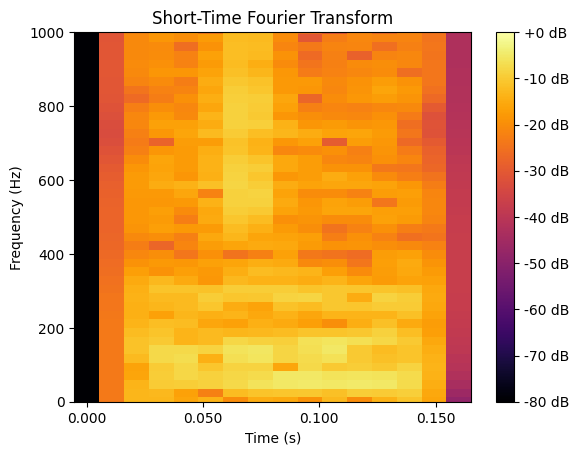 Short-Time Fourier Transform
1000
800
600
400
200
0
Frequency (Hz)
0.000
0.050
0.100
0.150
Time (s)
+0 dB
-10 dB
-20 dB
-30 dB
-40 dB
-50 dB
-60 dB
-70 dB
-80 dB